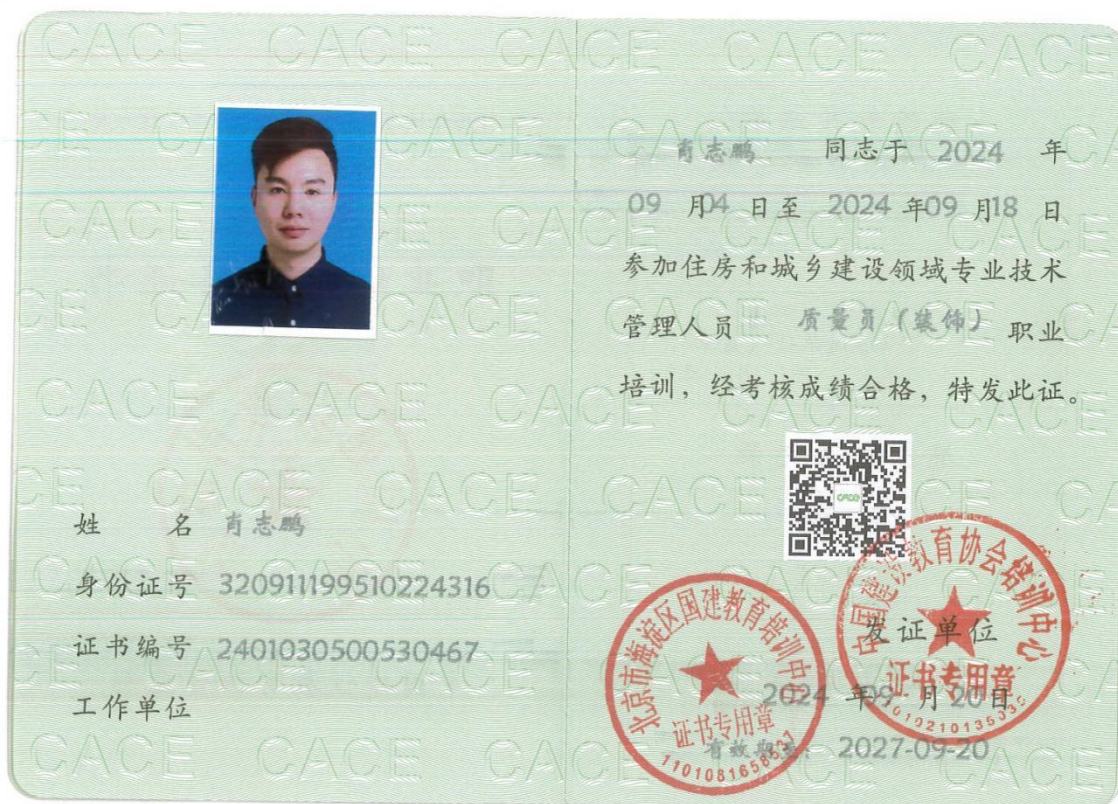 CACE
姓 名 肖志鹏
身份证号 320911199510224316
证书编号 2401030500530467
工作单位
肖志鹏 同志于 2024 年
09 月04 日至 2024 年09 月18 日
参加住房和城乡建设领域专业技术
管理人员 质量员（装饰） 职业
培训，经考核成绩合格，特发此证。
CACE
北京市海淀区国建教育培训中心
证书专用章
1101081658537
中国建设教育协会培训中心
证书专用章
发证单位
2024 年09 月20日
有效期至： 2027-09-20